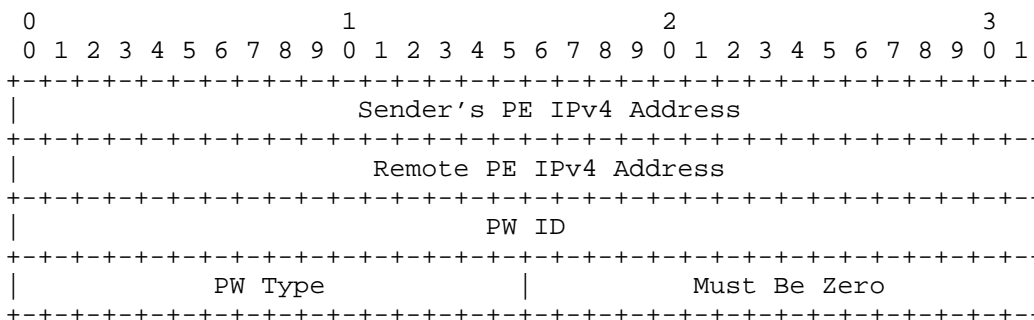 0                   1                   2                   3
 0 1 2 3 4 5 6 7 8 9 0 1 2 3 4 5 6 7 8 9 0 1 2 3 4 5 6 7 8 9 0 1
+-+-+-+-+-+-+-+-+-+-+-+-+-+-+-+-+-+-+-+-+-+-+-+-+-+-+-+-+-+-+-+-
|                     Sender’s PE IPv4 Address
+-+-+-+-+-+-+-+-+-+-+-+-+-+-+-+-+-+-+-+-+-+-+-+-+-+-+-+-+-+-+-+-
|                      Remote PE IPv4 Address
+-+-+-+-+-+-+-+-+-+-+-+-+-+-+-+-+-+-+-+-+-+-+-+-+-+-+-+-+-+-+-+-
|                             PW ID
+-+-+-+-+-+-+-+-+-+-+-+-+-+-+-+-+-+-+-+-+-+-+-+-+-+-+-+-+-+-+-+-
|            PW Type            |          Must Be Zero
+-+-+-+-+-+-+-+-+-+-+-+-+-+-+-+-+-+-+-+-+-+-+-+-+-+-+-+-+-+-+-+-